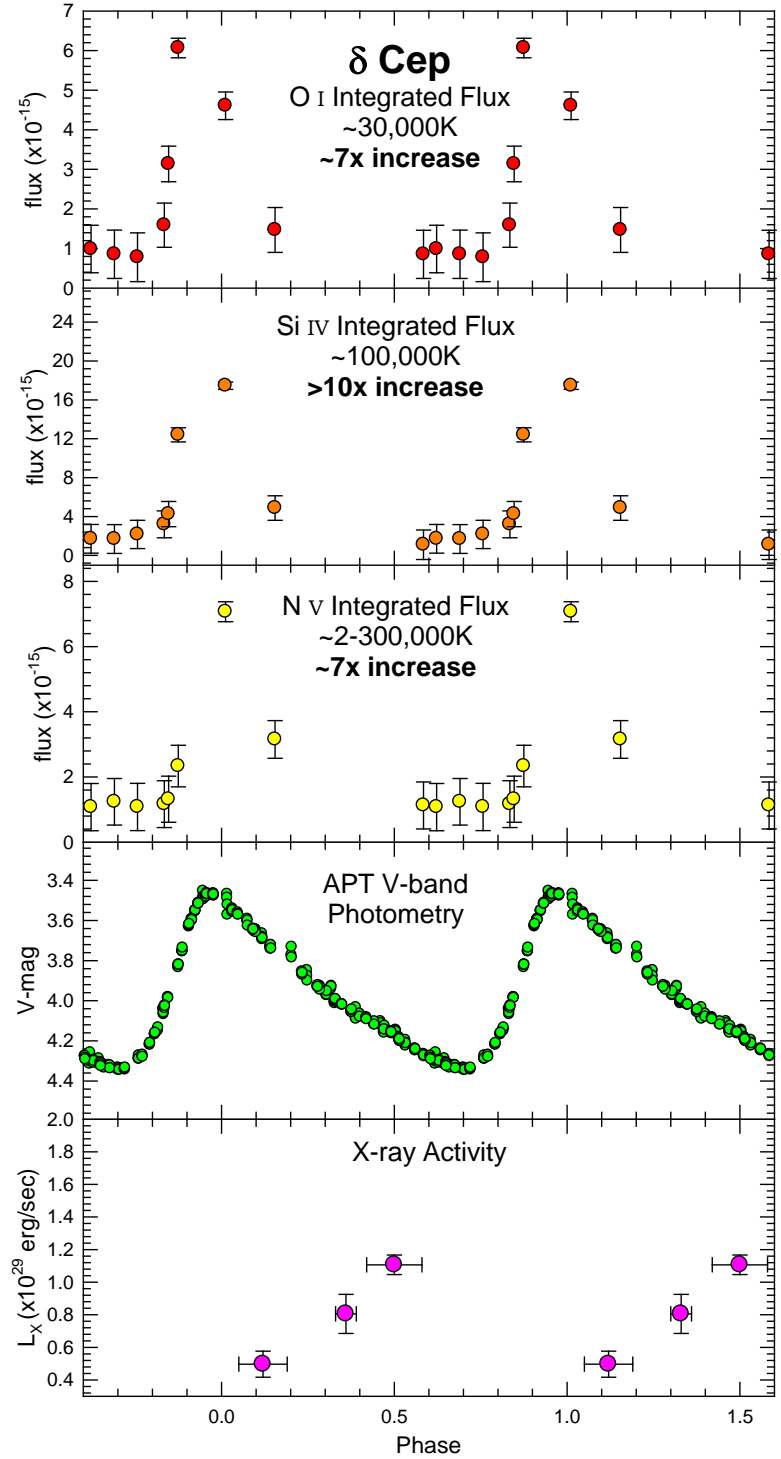 δ Cep
O I Integrated Flux
~30,000K
~7x increase
flux (x10⁻¹⁵)
7
6
5
4
3
2
1
0
Si IV Integrated Flux
~100,000K
>10x increase
flux (x10⁻¹⁵)
24
20
16
12
8
4
0
N V Integrated Flux
~2-300,000K
~7x increase
flux (x10⁻¹⁵)
8
6
4
2
0
APT V-band
Photometry
V-mag
3.4
3.6
3.8
4.0
4.2
4.4
X-ray Activity
Lₓ (x10²⁹ erg/sec)
2.0
1.8
1.6
1.4
1.2
1.0
0.8
0.6
0.4
0.0 0.5 1.0 1.5
Phase